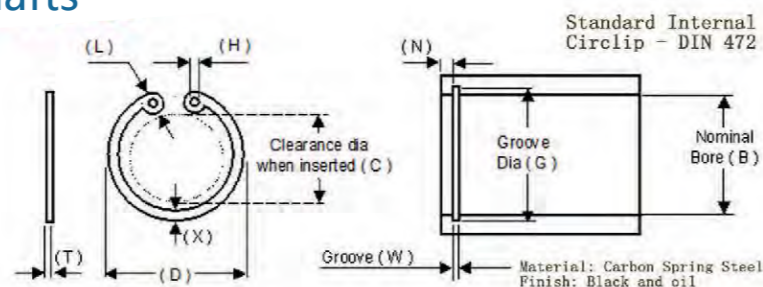 Standard Internal
Circlip - DIN 472
(L)
(H)
(N)
Clearance dia
when inserted (C)
Groove
Dia (G)
Nominal
Bore (B)
(X)
(T)
(D)
Groove (W)
Material: Carbon Spring Steel
Finish: Black and oil